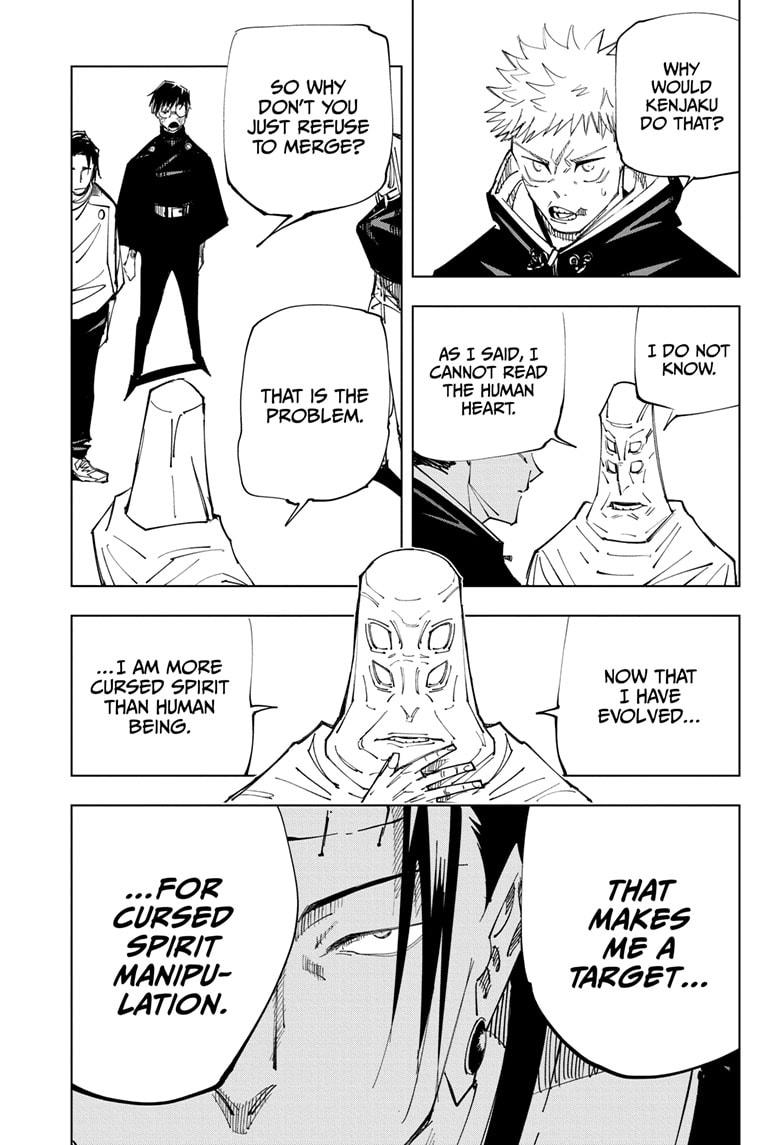 WHY
WOULD
KENJAKU
DO THAT?
I DO NOT
KNOW.
AS I SAID, I
CANNOT READ
THE HUMAN
HEART.
SO WHY
DON'T YOU
JUST REFUSE
TO MERGE?
THAT IS THE
PROBLEM.
NOW THAT
I HAVE
EVOLVED...
...I AM MORE
CURSED SPIRIT
THAN HUMAN
BEING.
THAT
MAKES
ME A
TARGET...
...FOR
CURSED
SPIRIT
MANIPU-
LATION.